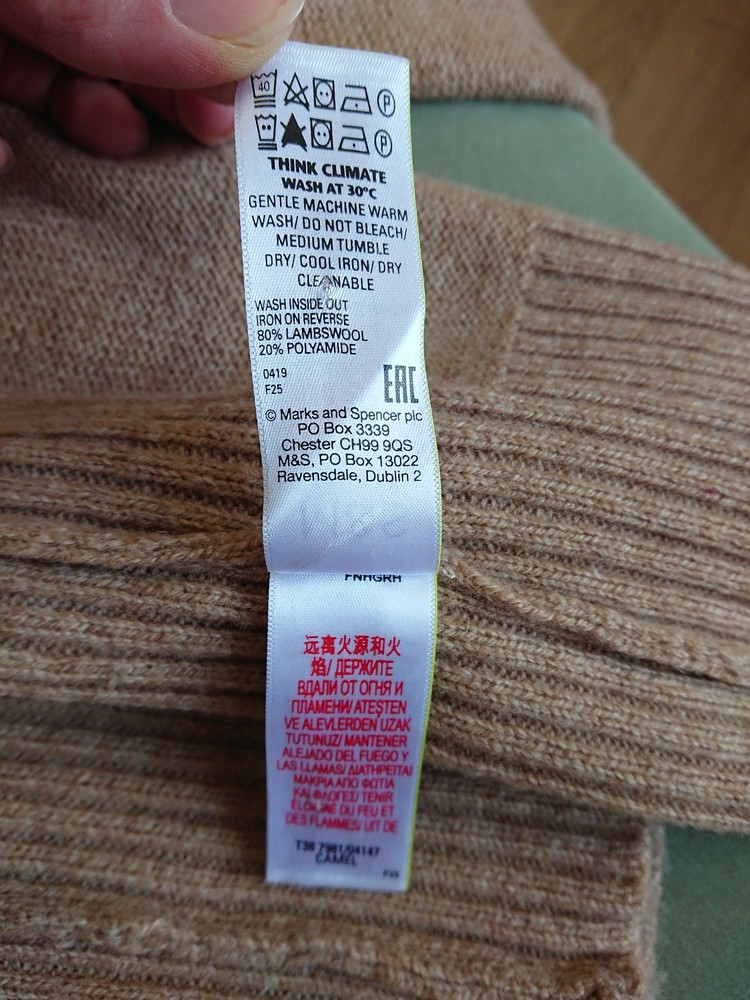 40 P
P
THINK CLIMATE
WASH AT 30°C
GENTLE MACHINE WARM
WASH/ DO NOT BLEACH/
MEDIUM TUMBLE
DRY/ COOL IRON/ DRY
CLEANABLE
WASH INSIDE OUT
IRON ON REVERSE
80% LAMBSWOOL
20% POLYAMIDE
0419
F25
EAC
© Marks and Spencer plc
PO Box 3339
Chester CH99 9QS
M&S, PO Box 13022
Ravensdale, Dublin 2
FNHGRH
远离火源和火
焰/ ДЕРЖИТЕ
ВДАЛИ ОТ ОГНЯ И
ПЛАМЕНИ/ ATEŞTEN
VE ALEVLERDEN UZAK
TUTUNUZ/ MANTENER
ALEJADO DEL FUEGO Y
LAS LLAMAS/ ΔΙΑΤΗΡΕΙΤΑΙ
ΜΑΚΡΙΑ ΑΠΟ ΦΩΤΙΑ
ΚΑΙ ΦΛΟΓΕΣ/ TENIR
ÉLOIGNÉ DU FEU ET
DES FLAMMES/ UIT DE
T38 7981/04147
CAMEL
F25